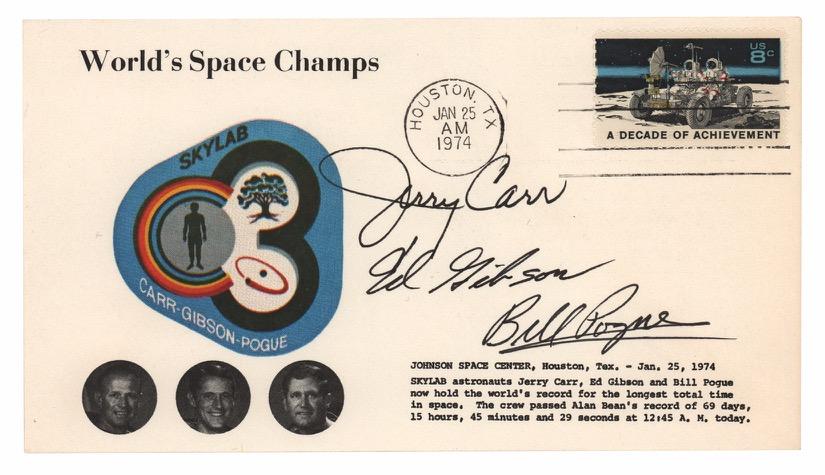 World's Space Champs
US
8c
A DECADE OF ACHIEVEMENT
HOUSTON, TX
JAN 25
AM
1974
SKYLAB
CARR-GIBSON-POGUE
Jerry Carr
Ed Gibson
Bill Pogue
JOHNSON SPACE CENTER, Houston, Tex. - Jan. 25, 1974
SKYLAB astronauts Jerry Carr, Ed Gibson and Bill Pogue
now hold the world's record for the longest total time
in space. The crew passed Alan Bean's record of 69 days,
15 hours, 45 minutes and 29 seconds at 12:45 A. M. today.